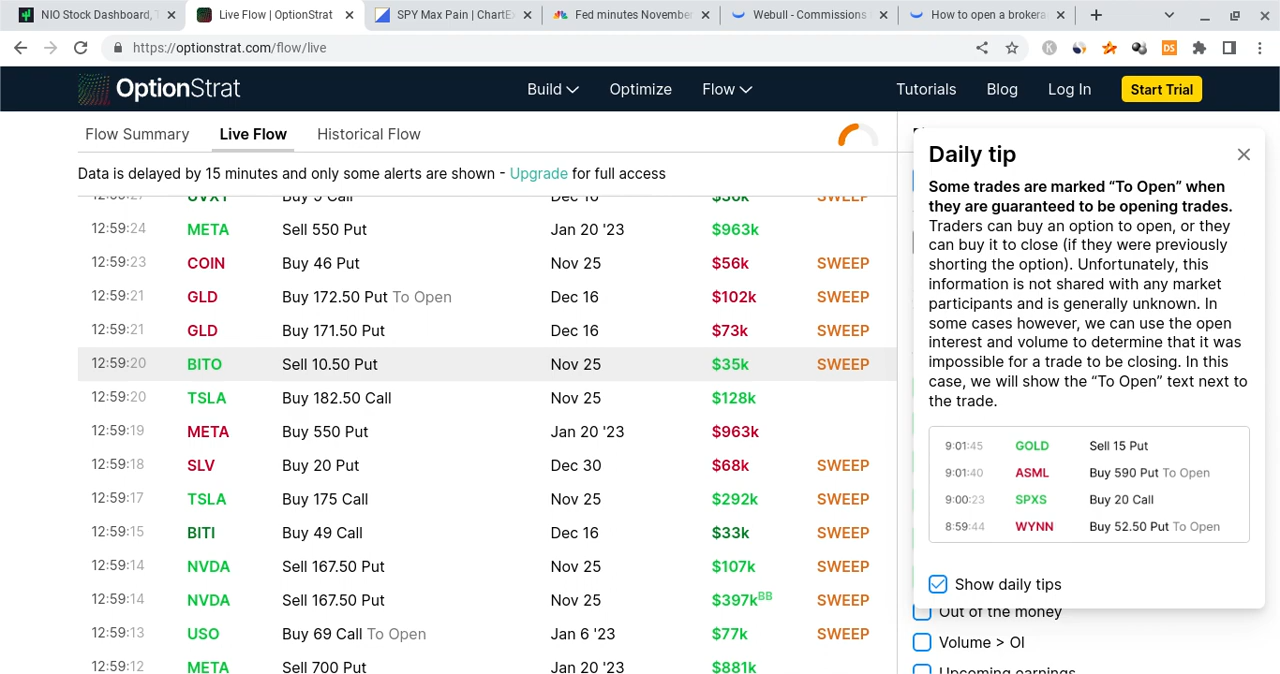 NIO Stock Dashboard, T
Live Flow | OptionStrat
SPY Max Pain | ChartEx
Fed minutes November
Webull - Commissions
How to open a brokera
https://optionstrat.com/flow/live
K
DS
OptionStrat
Build
Optimize
Flow
Tutorials
Blog
Log In
Start Trial
Flow Summary
Live Flow
Historical Flow
Data is delayed by 15 minutes and only some alerts are shown - Upgrade for full access
12:59:24 META Sell 550 Put Jan 20 '23 $963k
12:59:23 COIN Buy 46 Put Nov 25 $56k SWEEP
12:59:21 GLD Buy 172.50 Put To Open Dec 16 $102k SWEEP
12:59:21 GLD Buy 171.50 Put Dec 16 $73k SWEEP
12:59:20 BITO Sell 10.50 Put Nov 25 $35k SWEEP
12:59:20 TSLA Buy 182.50 Call Nov 25 $128k
12:59:19 META Buy 550 Put Jan 20 '23 $963k
12:59:18 SLV Buy 20 Put Dec 30 $68k SWEEP
12:59:17 TSLA Buy 175 Call Nov 25 $292k SWEEP
12:59:15 BITI Buy 49 Call Dec 16 $33k SWEEP
12:59:14 NVDA Sell 167.50 Put Nov 25 $107k SWEEP
12:59:14 NVDA Sell 167.50 Put Nov 25 $397k BB SWEEP
12:59:13 USO Buy 69 Call To Open Jan 6 '23 $77k SWEEP
12:59:12 META Sell 700 Put Jan 20 '23 $881k
Daily tip
Some trades are marked “To Open” when
they are guaranteed to be opening trades.
Traders can buy an option to open, or they
can buy it to close (if they were previously
shorting the option). Unfortunately, this
information is not shared with any market
participants and is generally unknown. In
some cases however, we can use the open
interest and volume to determine that it was
impossible for a trade to be closing. In this
case, we will show the “To Open” text next to
the trade.
9:01:45 GOLD Sell 15 Put
9:01:40 ASML Buy 590 Put To Open
9:00:23 SPXS Buy 20 Call
8:59:44 WYNN Buy 52.50 Put To Open
Show daily tips
Out of the money
Volume > OI
Upcoming earnings